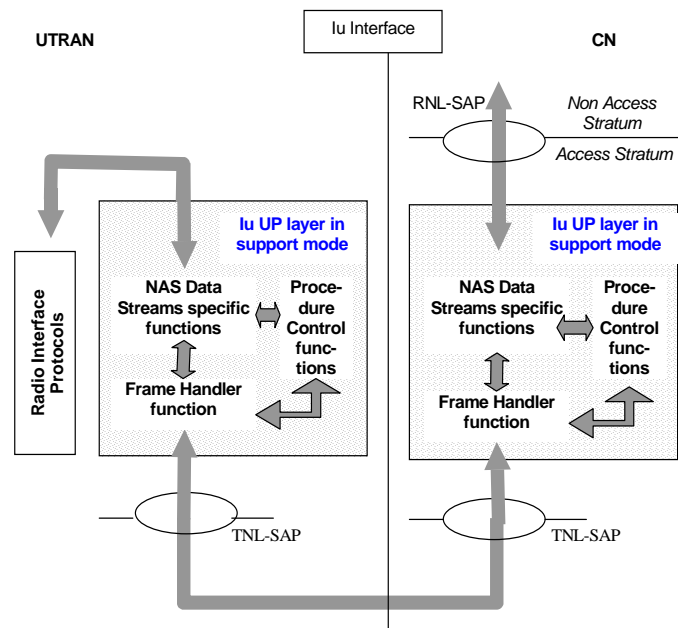 UTRAN
Iu Interface
CN
RNL-SAP
Non Access
Stratum
Access Stratum
Iu UP layer in
support mode
NAS Data
Streams specific
functions
Proce-
dure
Control
func-
tions
Frame Handler
function
Radio Interface
Protocols
TNL-SAP
Iu UP layer in
support mode
NAS Data
Streams specific
functions
Proce-
dure
Control
func-
tions
Frame Handler
function
TNL-SAP